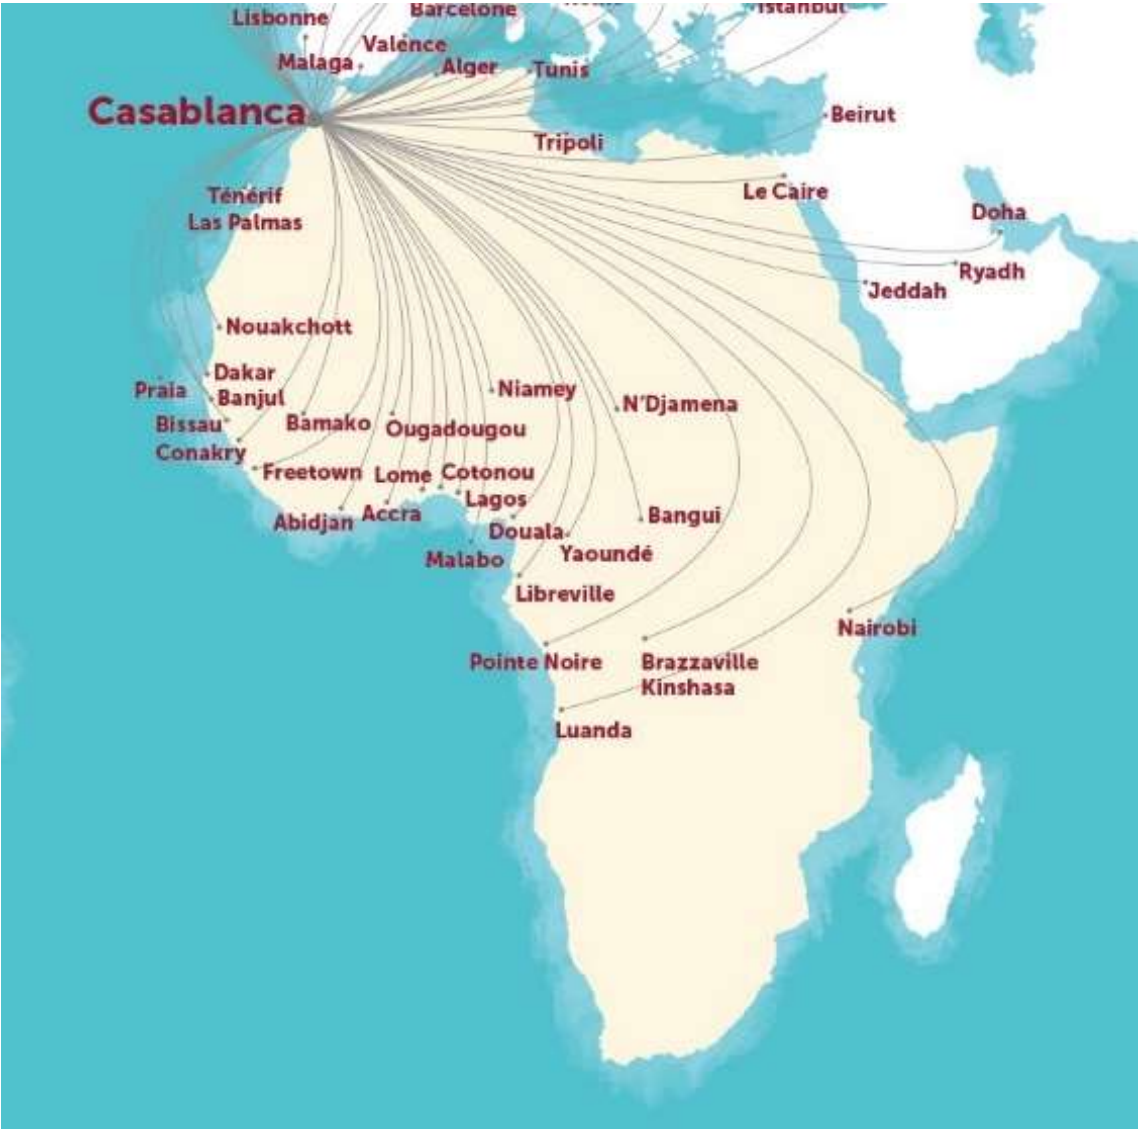 Barcelone
Istanbul
Lisbonne
Valence
Malaga
Alger
Tunis
Casablanca
Beirut
Tripoli
Ténérif
Las Palmas
Le Caire
Doha
Ryadh
Jeddah
Nouakchott
Dakar
Praia
Banjul
Niamey
N'Djamena
Bissau
Bamako
Ougadougou
Conakry
Freetown
Lome
Cotonou
Lagos
Abidjan
Accra
Bangui
Douala
Yaoundé
Malabo
Libreville
Nairobi
Pointe Noire
Brazzaville
Kinshasa
Luanda